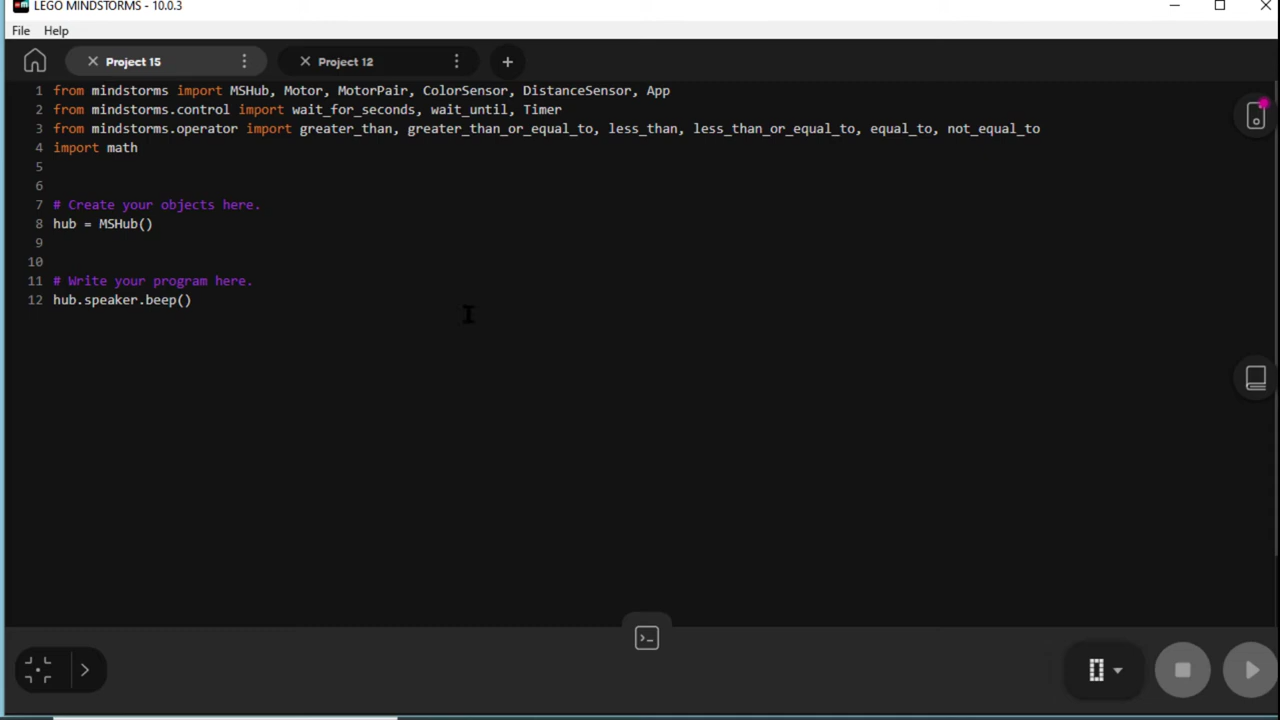 LEGO MINDSTORMS - 10.0.3
File Help
Project 15 Project 12
1 from mindstorms import MSHub, Motor, MotorPair, ColorSensor, DistanceSensor, App
2 from mindstorms.control import wait_for_seconds, wait_until, Timer
3 from mindstorms.operator import greater_than, greater_than_or_equal_to, less_than, less_than_or_equal_to, equal_to, not_equal_to
4 import math
5
6
7 # Create your objects here.
8 hub = MSHub()
9
10
11 # Write your program here.
12 hub.speaker.beep()